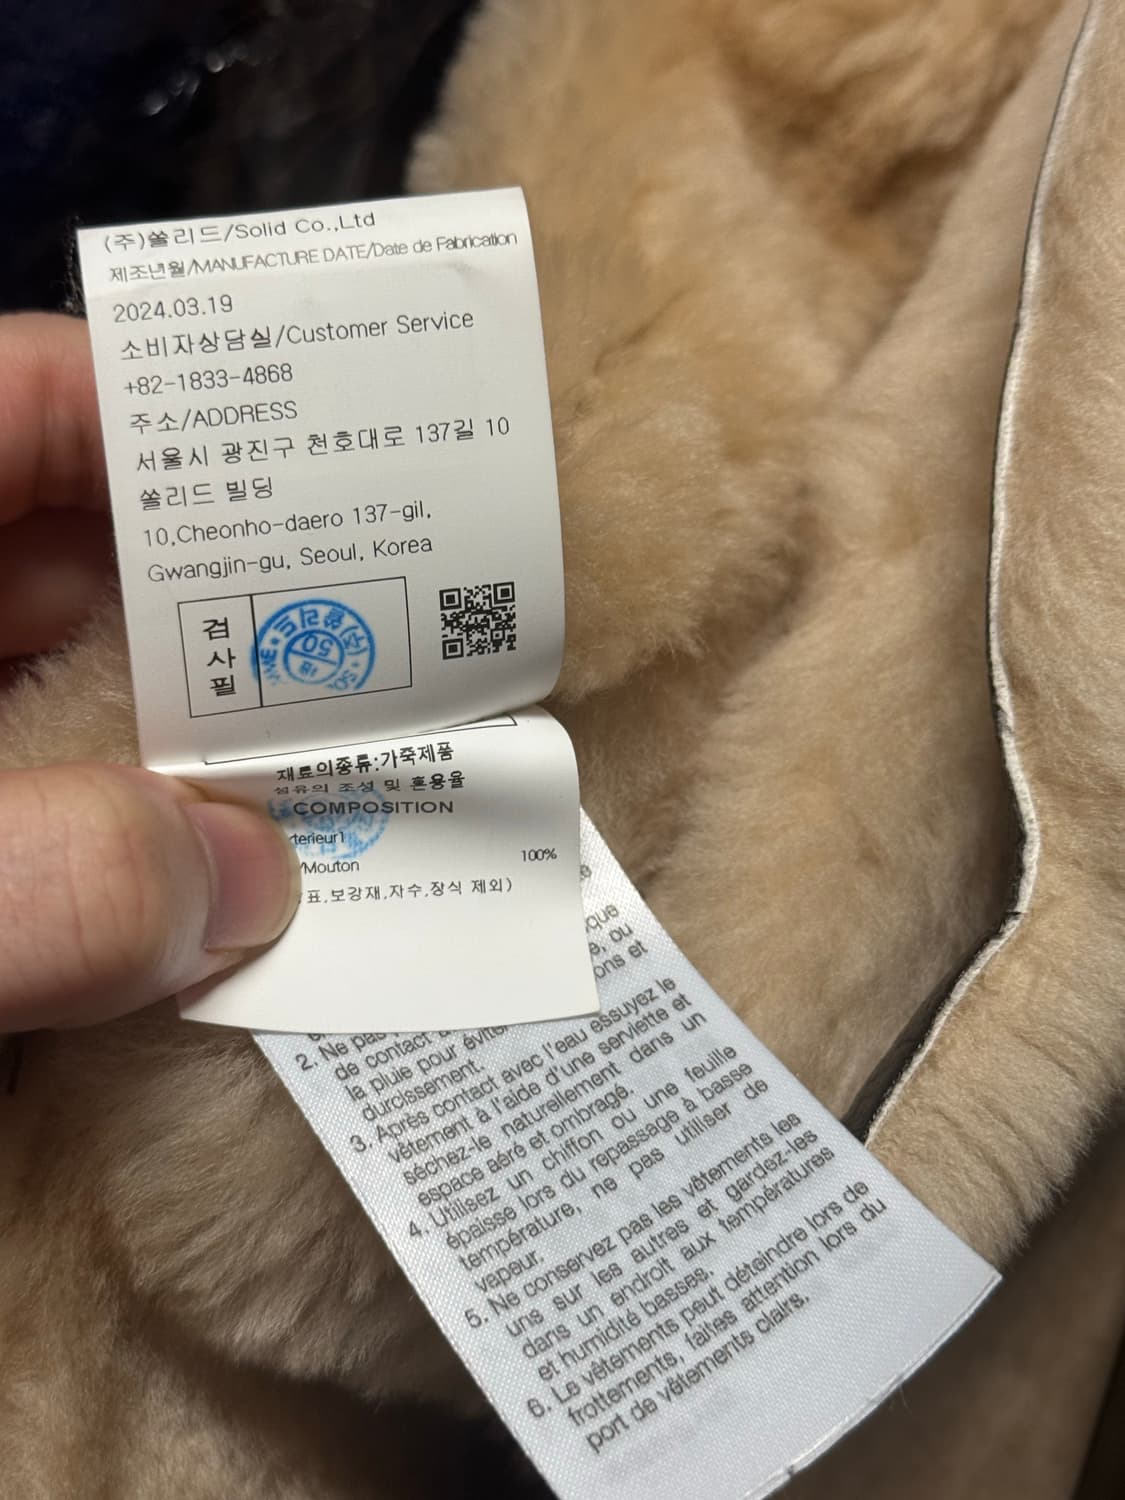 (주)쏠리드/Solid Co.,Ltd
제조년월/MANUFACTURE DATE/Date de Fabrication
2024.03.19
소비자상담실/Customer Service
+82-1833-4868
주소/ADDRESS
서울시 광진구 천호대로 137길 10
쏠리드 빌딩
10,Cheonho-daero 137-gil,
Gwangjin-gu, Seoul, Korea
검
사
필
50
재료의종류:가죽제품
섬유의 조성 및 혼용율
COMPOSITION
terieur1
/Mouton 100%
표,보강재,자수,장식 제외)
que
e, ou
ons et
2. Ne pas
de contact
la pluie pour éviter
durcissement.
3. Après contact avec l'eau essuyez le
vêtement à l'aide d'une serviette et
séchez-le naturellement dans un
espace aéré et ombragé.
4. Utilisez un chiffon ou une feuille
épaisse lors du repassage à basse
température, ne pas utiliser de
vapeur.
5. Ne conservez pas les vêtements les
uns sur les autres et gardez-les
dans un endroit aux températures
et humidité basses.
6. Le vêtements peut déteindre lors de
frottements, faites attention lors du
port de vêtements clairs.